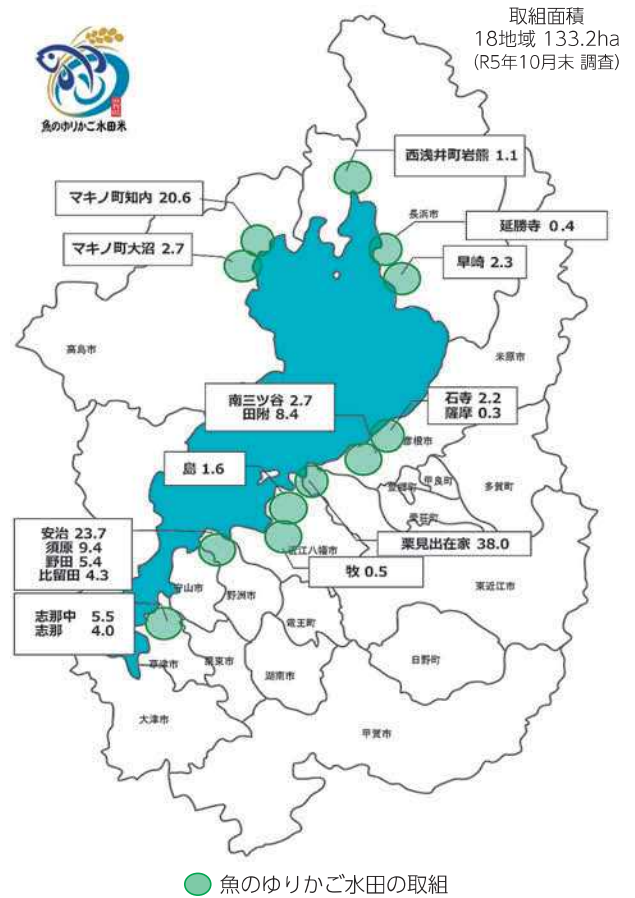 取組面積
18地域 133.2ha
(R5年10月末 調査)
魚のゆりかご水田米
西浅井町岩熊 1.1
マキノ町知内 20.6
長浜市
延勝寺 0.4
マキノ町大沼 2.7
早崎 2.3
高島市
米原市
南三ツ谷 2.7
田附 8.4
石寺 2.2
薩摩 0.3
彦根市
島 1.6
甲良町
豊郷町
多賀町
愛荘町
安治 23.7
須原 9.4
野田 5.4
比留田 4.3
栗見出在家 38.0
近江八幡市
牧 0.5
東近江市
守山市
野洲市
志那中 5.5
志那 4.0
竜王町
草津市
栗東市
湖南市
日野町
大津市
甲賀市
魚のゆりかご水田の取組